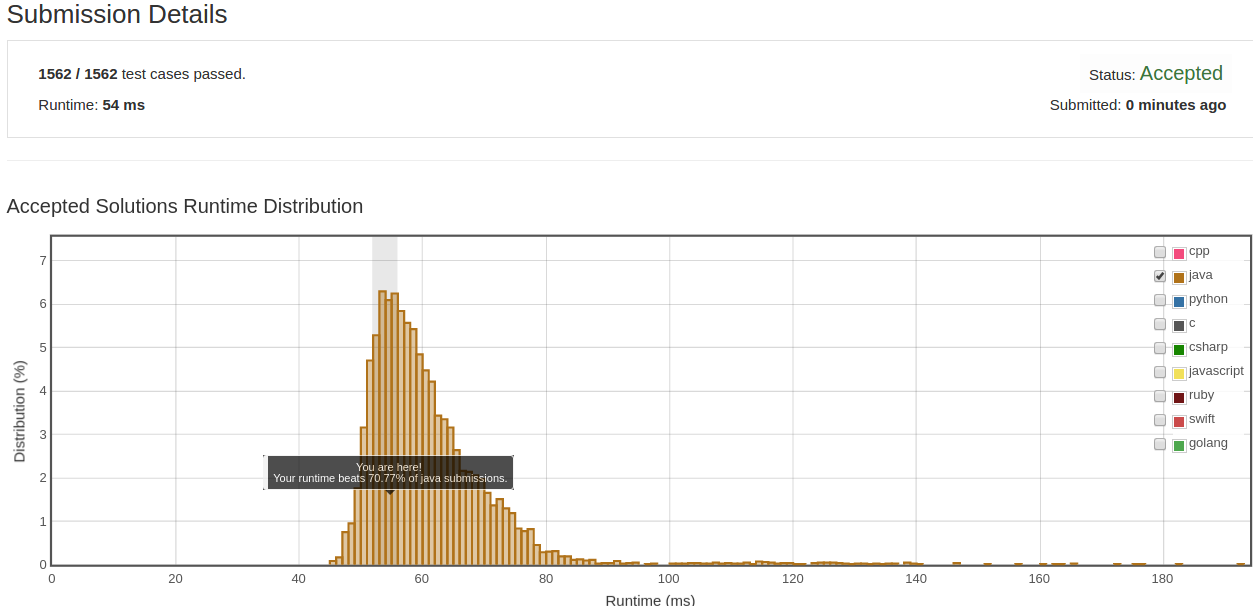 Submission Details
1562 / 1562 test cases passed.
Status: Accepted
Runtime: 54 ms
Submitted: 0 minutes ago
Accepted Solutions Runtime Distribution
Distribution (%)
7
6
5
4
3
2
1
0
You are here!
Your runtime beats 70.77% of java submissions.
cpp
java
python
c
csharp
javascript
ruby
swift
golang
0 20 40 60 80 100 120 140 160 180
Runtime (ms)